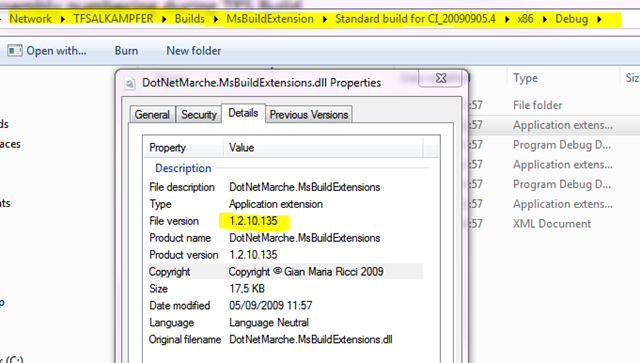 Network TFSALKAMPFER Builds MsBuildExtension Standard build for CI_20090905.4 x86 Debug
Open with... Burn New folder
DotNetMarche.MsBuildExtensions.dll Properties
Type Siz
General Security Details Previous Versions
:57 File folder
Property Value
ds :57 Application extens...
Description
aces :57 Program Debug D...
File description DotNetMarche.MsBuildExtensions
:57 Application extens...
Type Application extension
:57 Program Debug D...
File version 1.2.10.135
nts :57 Application extens...
Product name DotNetMarche.MsBuildExtensions
:57 XML Document
Product version 1.2.10.135
Copyright Copyright © Gian Maria Ricci 2009
Size 17,5 KB
Date modified 05/09/2009 11:57
Language Language Neutral
Original filename DotNetMarche.MsBuildExtensions.dll
(C:)